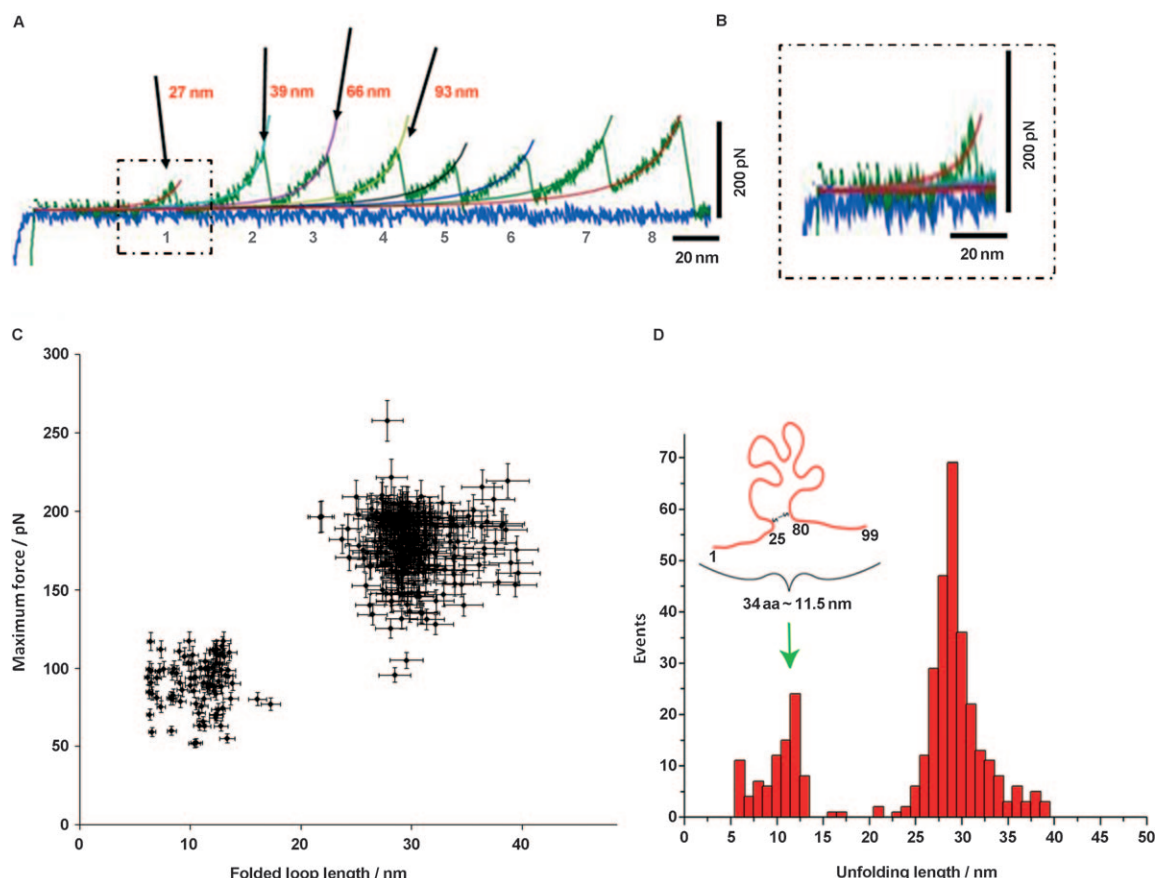 A
27 nm
39 nm
66 nm
93 nm
1 2 3 4 5 6 7 8
200 pN
20 nm
B
200 pN
20 nm
C
Maximum force / pN
300
250
200
150
100
50
0
0 10 20 30 40
Folded loop length / nm
D
Events
70
60
50
40
30
20
10
0
1 25 80 99
34 aa ~ 11.5 nm
0 5 10 15 20 25 30 35 40 45 50
Unfolding length / nm